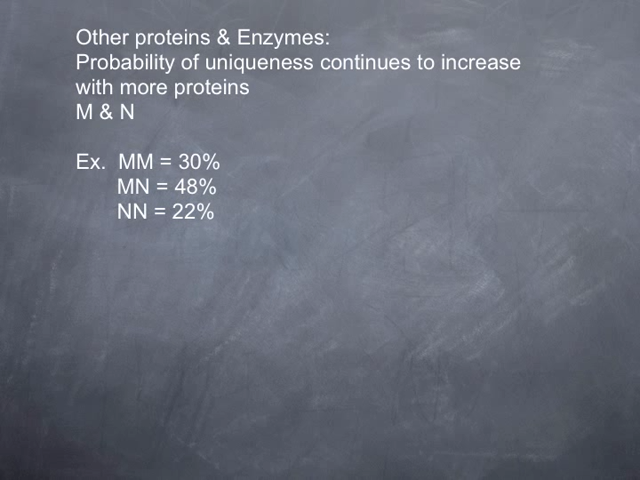 Other proteins & Enzymes:
Probability of uniqueness continues to increase
with more proteins
M & N
Ex. MM = 30%
MN = 48%
NN = 22%